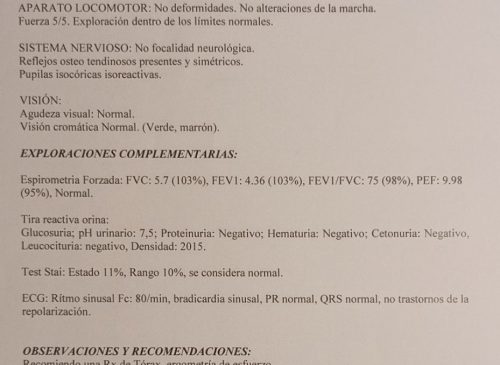 APARATO LOCOMOTOR: No deformidades. No alteraciones de la marcha.
Fuerza 5/5. Exploración dentro de los límites normales.
SISTEMA NERVIOSO: No focalidad neurológica.
Reflejos osteo tendinosos presentes y simétricos.
Pupilas isocóricas isoreactivas.
VISIÓN:
Agudeza visual: Normal.
Visión cromática Normal. (Verde, marrón).
EXPLORACIONES COMPLEMENTARIAS:
Espirometria Forzada: FVC: 5.7 (103%), FEV1: 4.36 (103%), FEV1/FVC: 75 (98%), PEF: 9.98
(95%), Normal.
Tira reactiva orina:
Glucosuria; pH urinario: 7,5; Proteinuria: Negativo; Hematuria: Negativo; Cetonuria: Negativo,
Leucocituria: negativo, Densidad: 2015.
Test Stai: Estado 11%, Rango 10%, se considera normal.
ECG: Rítmo sinusal Fc: 80/min, bradicardia sinusal, PR normal, QRS normal, no trastornos de la
repolarización.
OBSERVACIONES Y RECOMENDACIONES:
Recomiendo una Rx de Tórax, ergometría de esfuerzo